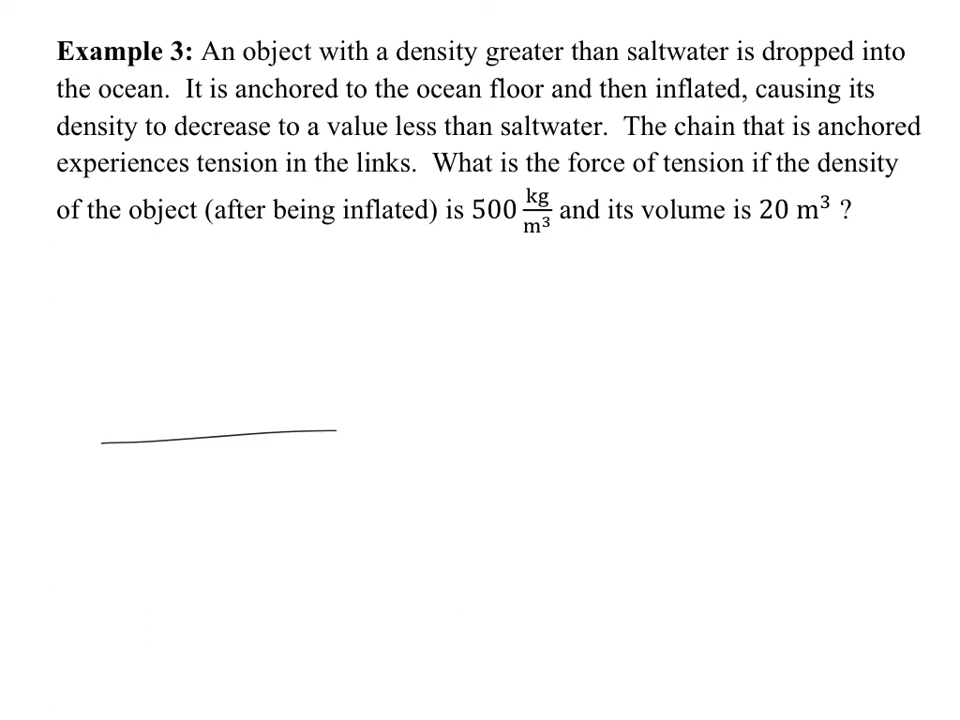 Example 3: An object with a density greater than saltwater is dropped into
the ocean. It is anchored to the ocean floor and then inflated, causing its
density to decrease to a value less than saltwater. The chain that is anchored
experiences tension in the links. What is the force of tension if the density
of the object (after being inflated) is 500 kg/m³ and its volume is 20 m³ ?